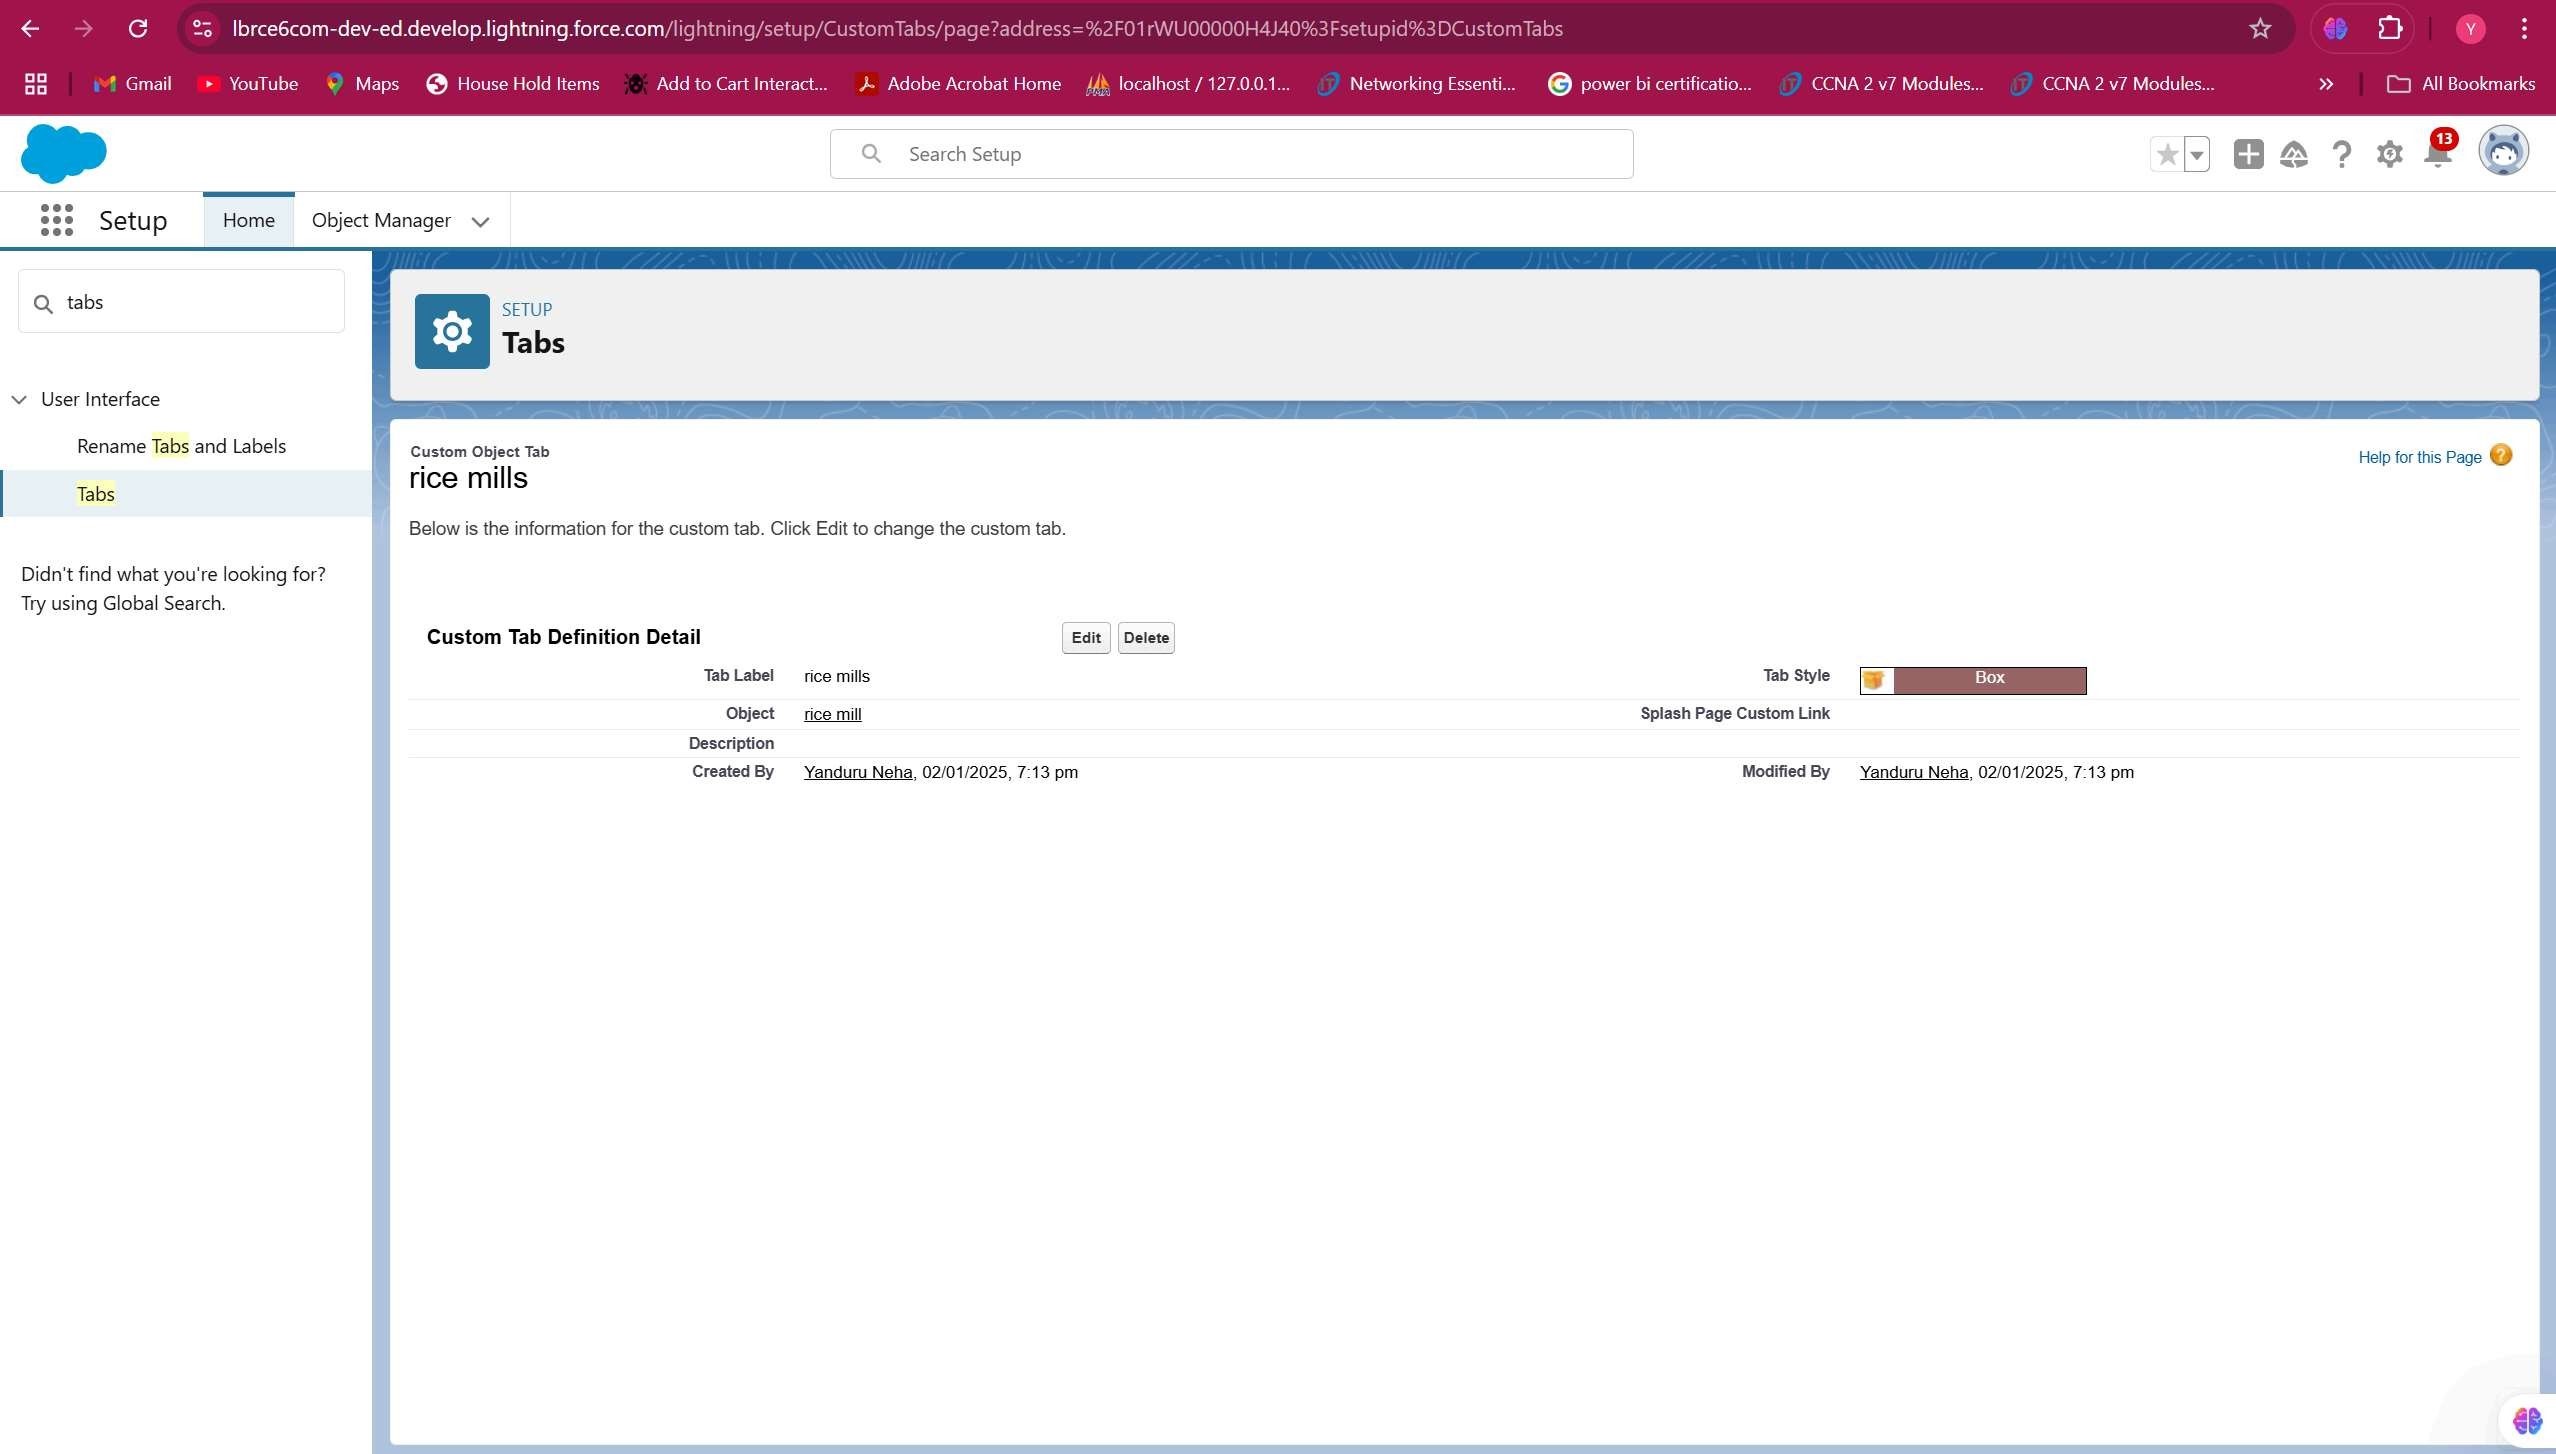 lbrce6com-dev-ed.develop.lightning.force.com/lightning/setup/CustomTabs/page?address=%2F01rWU00000H4J40%3Fsetupid%3DCustomTabs
Y
Gmail YouTube Maps House Hold Items Add to Cart Interact... Adobe Acrobat Home localhost / 127.0.0.1... Networking Essenti... power bi certificatio... CCNA 2 v7 Modules... CCNA 2 v7 Modules... All Bookmarks
Search Setup
13
Setup Home Object Manager
tabs
User Interface
Rename Tabs and Labels
Tabs
Didn't find what you're looking for?
Try using Global Search.
SETUP
Tabs
Custom Object Tab
rice mills
Help for this Page
Below is the information for the custom tab. Click Edit to change the custom tab.
Custom Tab Definition Detail Edit Delete
Tab Label rice mills Tab Style Box
Object rice mill Splash Page Custom Link
Description
Created By Yanduru Neha, 02/01/2025, 7:13 pm Modified By Yanduru Neha, 02/01/2025, 7:13 pm